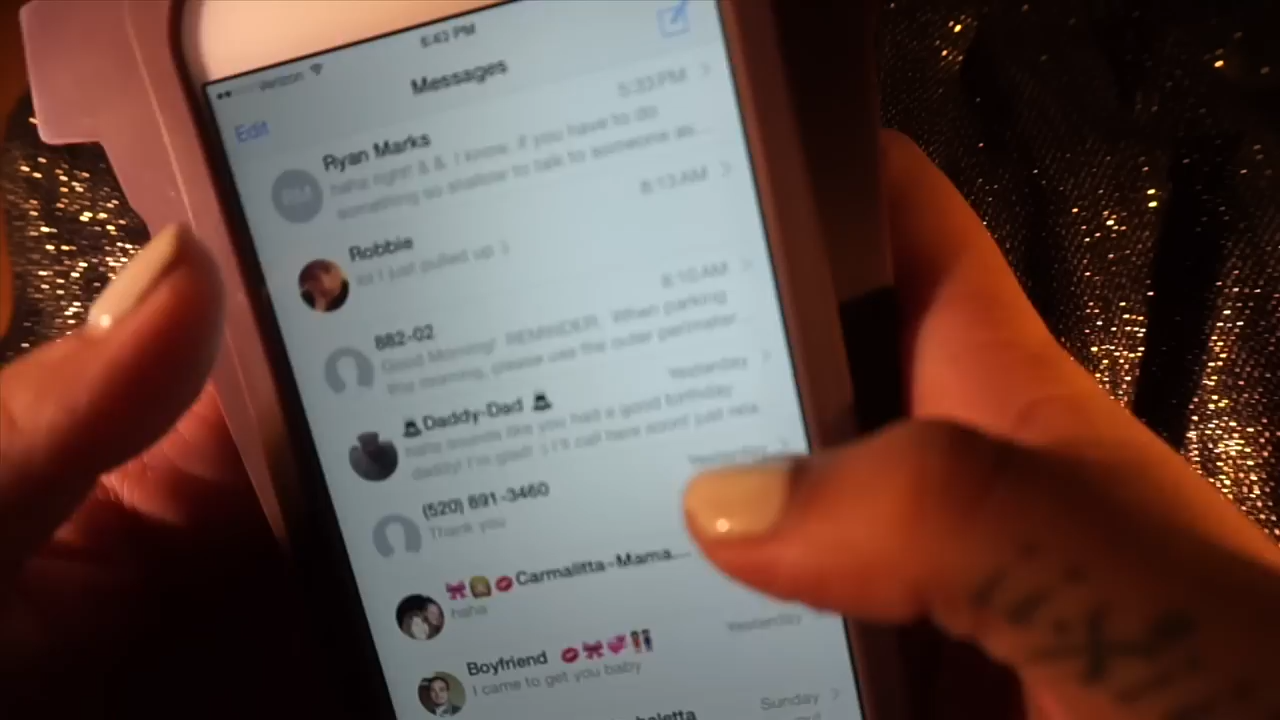 Verizon 6:43 PM
Edit Messages
Ryan Marks 5:33 PM
haha right! & & I know, if you have to do
something so shallow to talk to someone as...
Robbie 8:13 AM
lol I just pulled up :)
882-02 8:10 AM
Good Morning! REMINDER: When parking
this morning, please use the outer perimeter
Daddy-Dad Yesterday
haha sounds like you had a good birthday
daddy! I'm glad! :) I'll call here soon! just
(520) 891-3460 Yesterday
Thank you
Carmalitta-Mama...
haha
Boyfriend Yesterday
I came to get you baby
Sunday